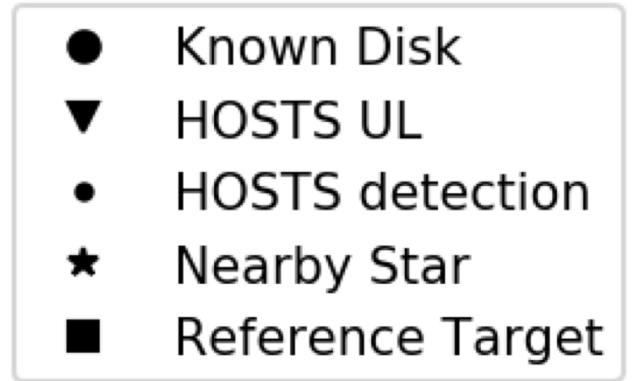 Known Disk
HOSTS UL
HOSTS detection
Nearby Star
Reference Target